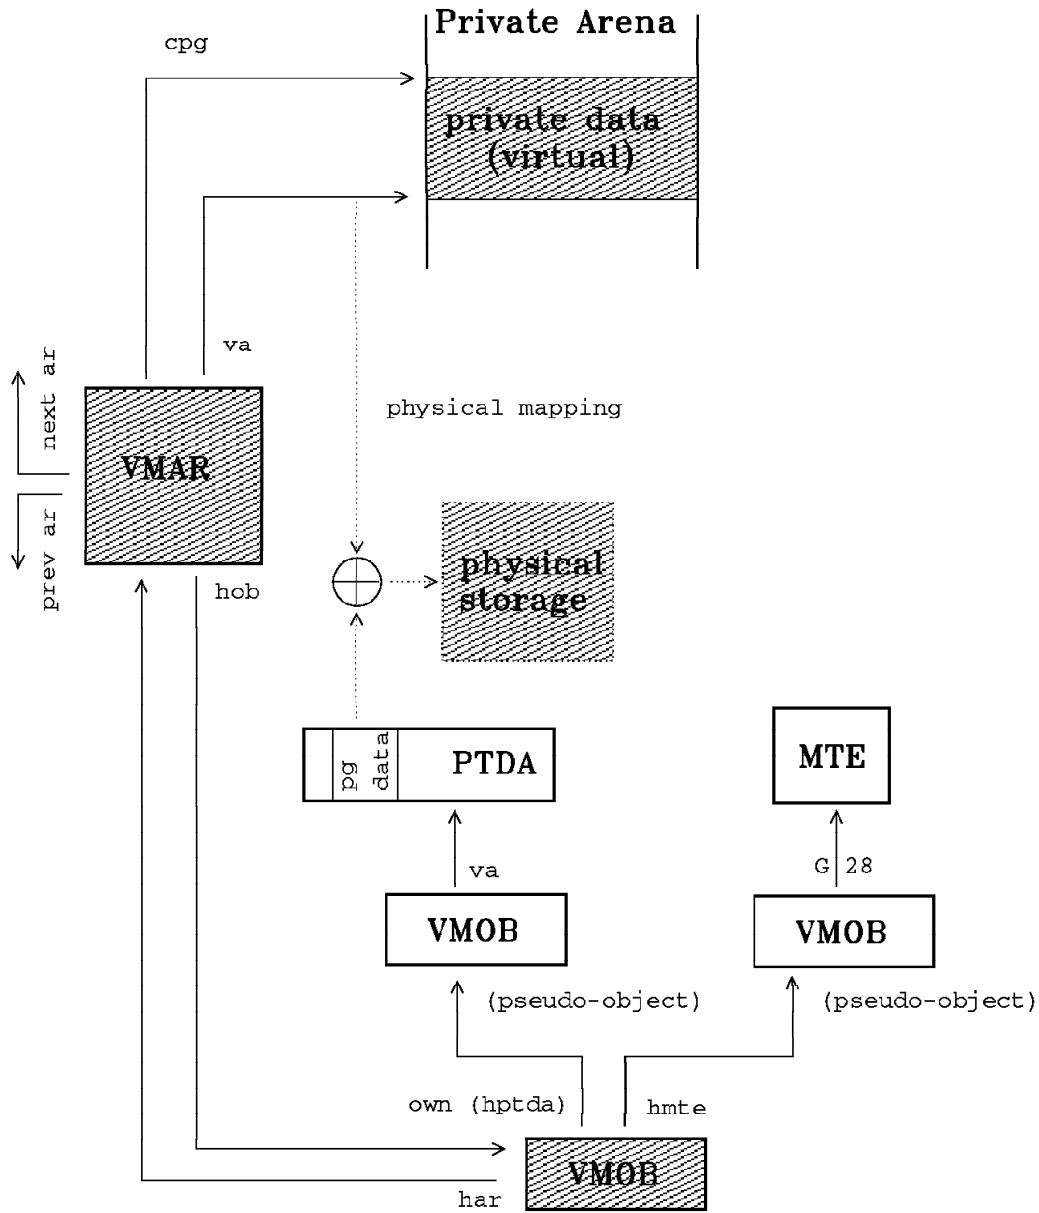 Private Arena
cpg
private data
(virtual)
va
next ar
physical mapping
VMAR
prev ar
hob
physical
storage
pg
data
PTDA
MTE
va
G 28
VMOB
VMOB
(pseudo-object)
(pseudo-object)
own (hptda)
hmte
VMOB
har